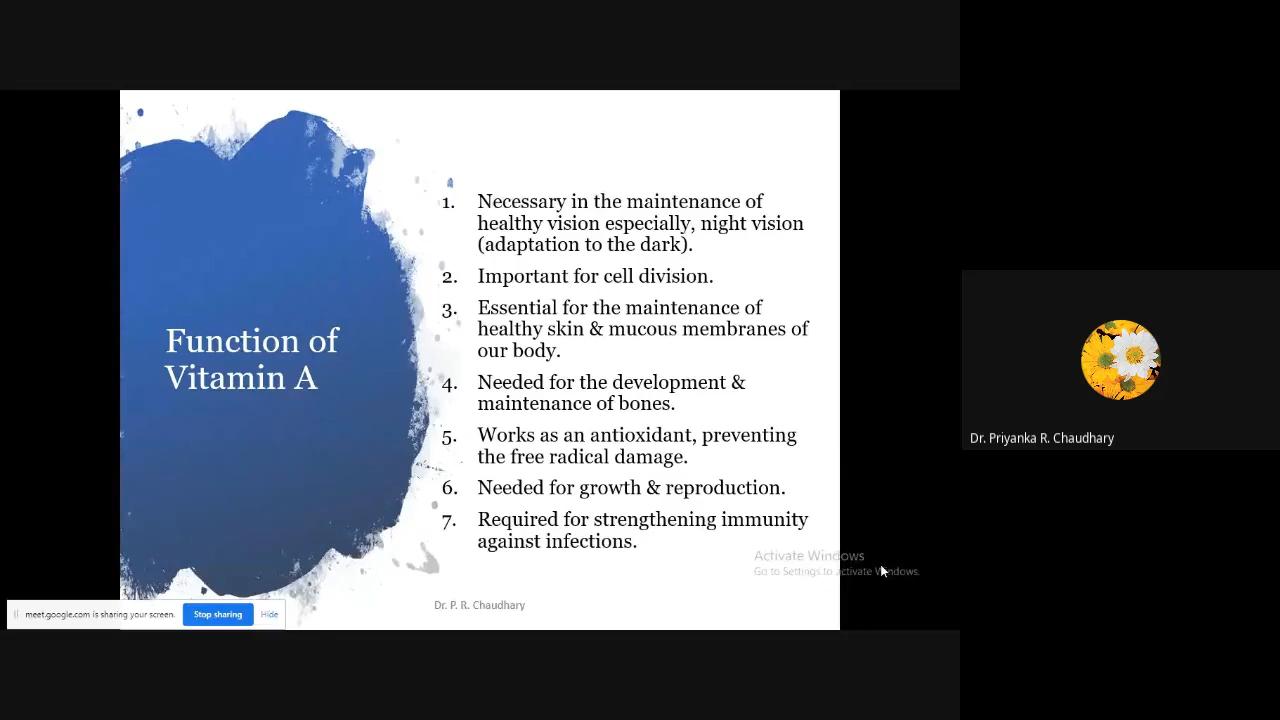 Function of
Vitamin A
1. Necessary in the maintenance of
healthy vision especially, night vision
(adaptation to the dark).
2. Important for cell division.
3. Essential for the maintenance of
healthy skin & mucous membranes of
our body.
4. Needed for the development &
maintenance of bones.
5. Works as an antioxidant, preventing
the free radical damage.
6. Needed for growth & reproduction.
7. Required for strengthening immunity
against infections.
Activate Windows
Go to Settings to activate Windows.
Dr. P. R. Chaudhary
meet.google.com is sharing your screen. Stop sharing Hide
Dr. Priyanka R. Chaudhary